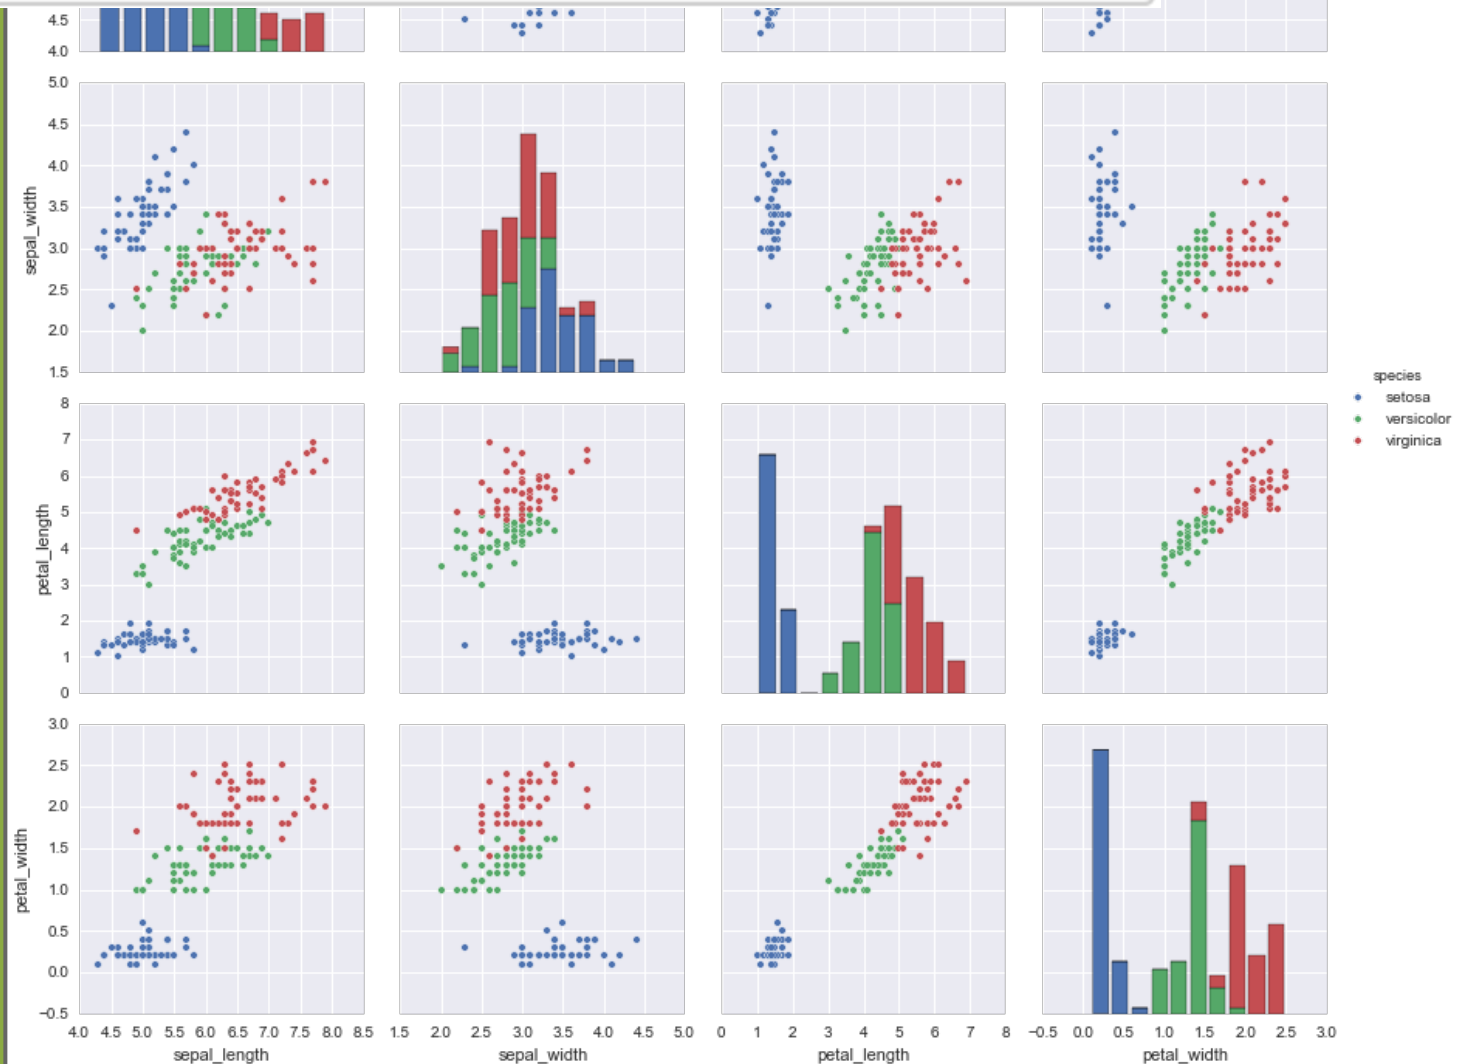 4.5
4.0
5.0
4.5
4.0
3.5
3.0
2.5
2.0
1.5
sepal_width
species
setosa
versicolor
virginica
8
7
6
5
4
3
2
1
0
petal_length
3.0
2.5
2.0
1.5
1.0
0.5
0.0
−0.5
petal_width
4.0 4.5 5.0 5.5 6.0 6.5 7.0 7.5 8.0 8.5
sepal_length
1.5 2.0 2.5 3.0 3.5 4.0 4.5 5.0
sepal_width
0 1 2 3 4 5 6 7 8
petal_length
−0.5 0.0 0.5 1.0 1.5 2.0 2.5 3.0
petal_width